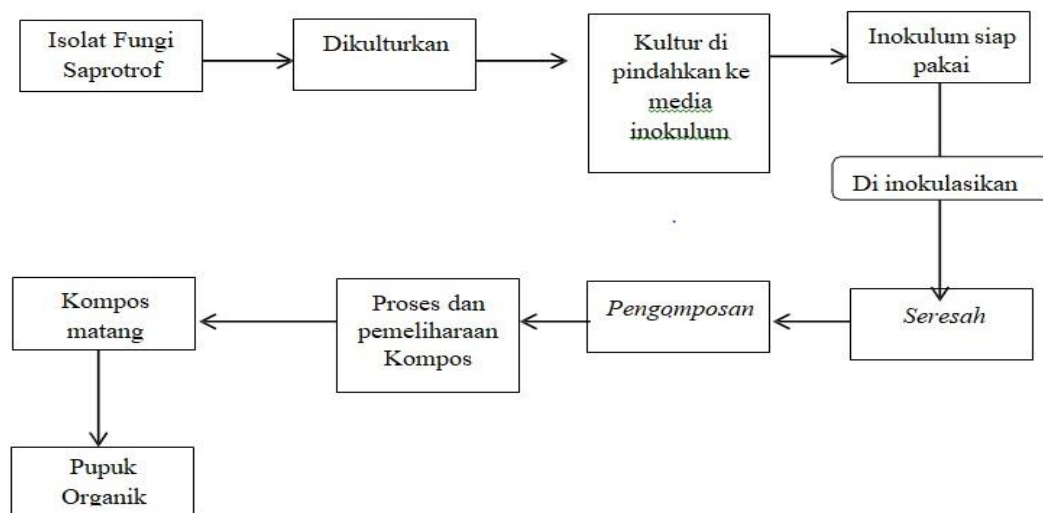 Isolat Fungi
Saprotrof
Dikulturkan
Kultur di
pindahkan ke
media
inokulum
Inokulum siap
pakai
Di inokulasikan
Seresah
Pengomposan
Proses dan
pemeliharaan
Kompos
Kompos
matang
Pupuk
Organik